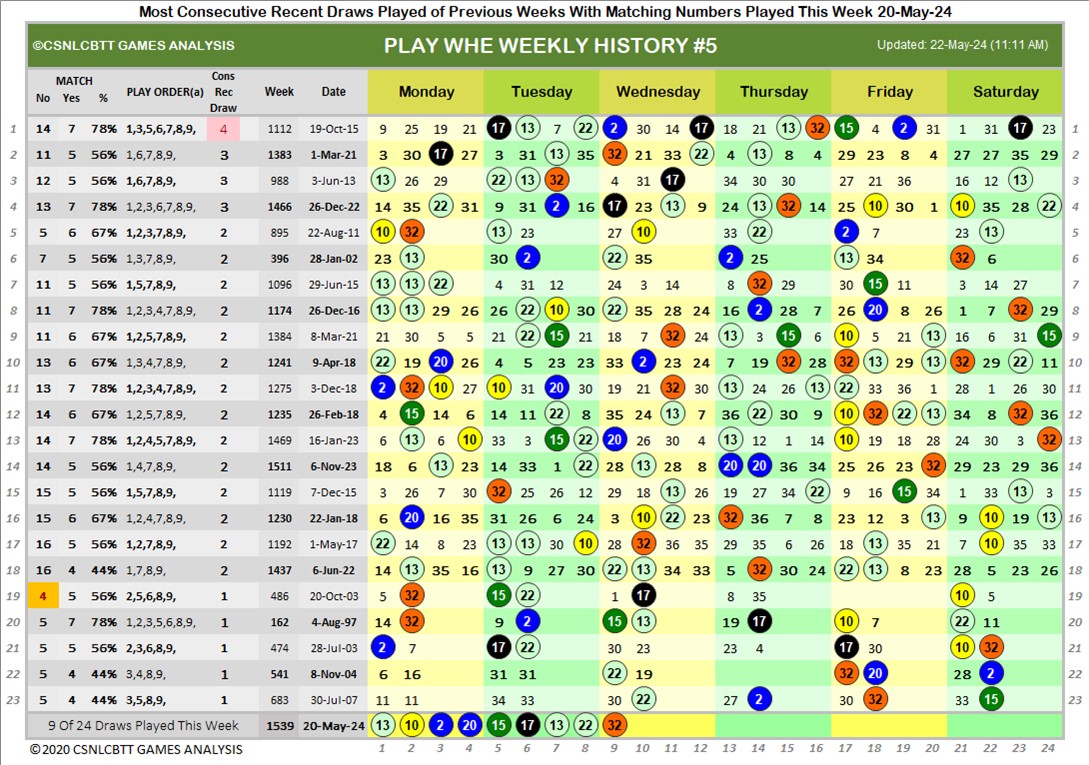 Most Consecutive Recent Draws Played of Previous Weeks With Matching Numbers Played This Week 20-May-24
©CSNLCBTT GAMES ANALYSIS PLAY WHE WEEKLY HISTORY #5 Updated: 22-May-24 (11:11 AM)
No MATCH Yes % PLAY ORDER(a) Cons Rec Draw Week Date Monday Tuesday Wednesday Thursday Friday Saturday
1 14 7 78% 1,3,5,6,7,8,9, 4 1112 19-Oct-15 9 25 19 21 17 13 7 22 2 30 14 17 18 21 13 32 15 4 2 31 1 31 17 23 1
2 11 5 56% 1,6,7,8,9, 3 1383 1-Mar-21 3 30 17 27 3 31 13 35 32 21 33 22 4 13 8 4 29 23 8 4 27 27 35 29 2
3 12 5 56% 1,6,7,8,9, 3 988 3-Jun-13 13 26 29 22 13 32 4 31 17 34 30 30 27 21 36 16 12 13 3
4 13 7 78% 1,2,3,6,7,8,9, 3 1466 26-Dec-22 14 35 22 31 9 31 2 16 17 23 13 9 24 13 32 14 25 10 30 1 10 35 28 22 4
5 5 6 67% 1,2,3,7,8,9, 2 895 22-Aug-11 10 32 13 23 27 10 33 22 2 7 23 13 5
6 7 5 56% 1,3,7,8,9, 2 396 28-Jan-02 23 13 30 2 22 35 2 25 13 34 32 6 6
7 11 5 56% 1,5,7,8,9, 2 1096 29-Jun-15 13 13 22 4 31 12 24 3 14 8 32 29 30 15 11 3 14 27 7
8 11 7 78% 1,2,3,4,7,8,9, 2 1174 26-Dec-16 13 13 29 26 26 22 10 30 22 35 28 24 16 2 28 7 26 20 8 26 1 7 32 29 8
9 11 6 67% 1,2,5,7,8,9, 2 1384 8-Mar-21 21 30 5 5 21 22 15 21 18 7 32 24 13 3 15 6 10 5 21 13 16 6 31 15 9
10 13 6 67% 1,3,4,7,8,9, 2 1241 9-Apr-18 22 19 20 26 4 5 23 23 33 2 23 24 7 19 32 28 32 13 29 13 32 29 22 11 10
11 13 7 78% 1,2,3,4,7,8,9, 2 1275 3-Dec-18 2 32 10 27 10 31 20 30 19 21 32 30 13 24 26 13 22 33 36 1 28 1 26 30 11
12 14 6 67% 1,2,5,7,8,9, 2 1235 26-Feb-18 4 15 14 6 14 11 22 8 35 24 13 7 36 22 30 9 10 32 22 13 34 8 32 36 12
13 14 7 78% 1,2,4,5,7,8,9, 2 1469 16-Jan-23 6 13 6 10 33 3 15 22 20 26 30 4 13 12 1 14 10 19 18 28 24 30 3 32 13
14 14 5 56% 1,4,7,8,9, 2 1511 6-Nov-23 18 6 13 23 14 33 1 22 28 13 28 8 20 20 36 34 25 26 23 32 29 23 29 36 14
15 15 5 56% 1,5,7,8,9, 2 1119 7-Dec-15 3 26 7 30 32 25 26 12 29 18 13 26 19 27 34 22 9 16 15 34 1 33 13 3 15
16 15 6 67% 1,2,4,7,8,9, 2 1230 22-Jan-18 6 20 16 35 31 26 6 24 3 10 22 23 32 36 7 8 23 12 3 13 9 10 19 13 16
17 16 5 56% 1,2,7,8,9, 2 1192 1-May-17 22 14 8 23 13 13 30 10 28 32 36 35 29 35 6 26 18 13 35 21 7 10 35 33 17
18 16 4 44% 1,7,8,9, 2 1437 6-Jun-22 14 13 35 16 13 9 27 30 22 13 34 33 5 32 30 24 22 13 8 23 28 5 23 26 18
19 4 5 56% 2,5,6,8,9, 1 486 20-Oct-03 5 32 15 22 1 17 8 35 10 5 19
20 5 7 78% 1,2,3,5,6,8,9, 1 162 4-Aug-97 14 32 9 2 15 13 19 17 10 7 22 11 20
21 5 5 56% 2,3,6,8,9, 1 474 28-Jul-03 2 7 17 22 30 23 23 4 17 30 10 32 21
22 5 4 44% 3,4,8,9, 1 541 8-Nov-04 6 16 31 31 22 19 32 20 28 2 22
23 5 4 44% 3,5,8,9, 1 683 30-Jul-07 11 11 34 33 30 22 27 2 30 32 33 15 23
9 Of 24 Draws Played This Week 1539 20-May-24 13 10 2 20 15 17 13 22 32
© 2020 CSNLCBTT GAMES ANALYSIS 1 2 3 4 5 6 7 8 9 10 11 12 13 14 15 16 17 18 19 20 21 22 23 24